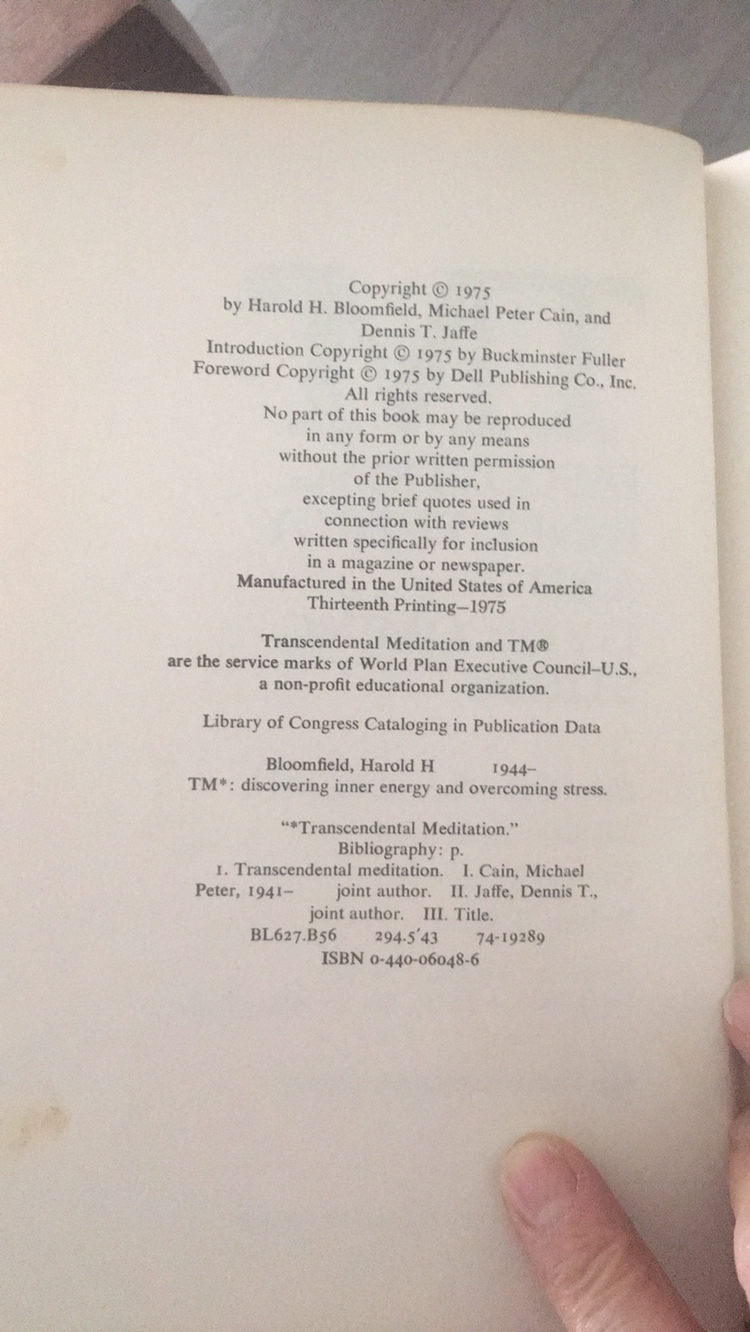 Copyright © 1975
by Harold H. Bloomfield, Michael Peter Cain, and
Dennis T. Jaffe
Introduction Copyright © 1975 by Buckminster Fuller
Foreword Copyright © 1975 by Dell Publishing Co., Inc.
All rights reserved.
No part of this book may be reproduced
in any form or by any means
without the prior written permission
of the Publisher,
excepting brief quotes used in
connection with reviews
written specifically for inclusion
in a magazine or newspaper.
Manufactured in the United States of America
Thirteenth Printing—1975
Transcendental Meditation and TM®
are the service marks of World Plan Executive Council—U.S.,
a non-profit educational organization.
Library of Congress Cataloging in Publication Data
Bloomfield, Harold H 1944–
TM*: discovering inner energy and overcoming stress.
“*Transcendental Meditation.”
Bibliography: p.
1. Transcendental meditation. I. Cain, Michael
Peter, 1941– joint author. II. Jaffe, Dennis T.,
joint author. III. Title.
BL627.B56 294.5′43 74-19289
ISBN 0-440-06048-6